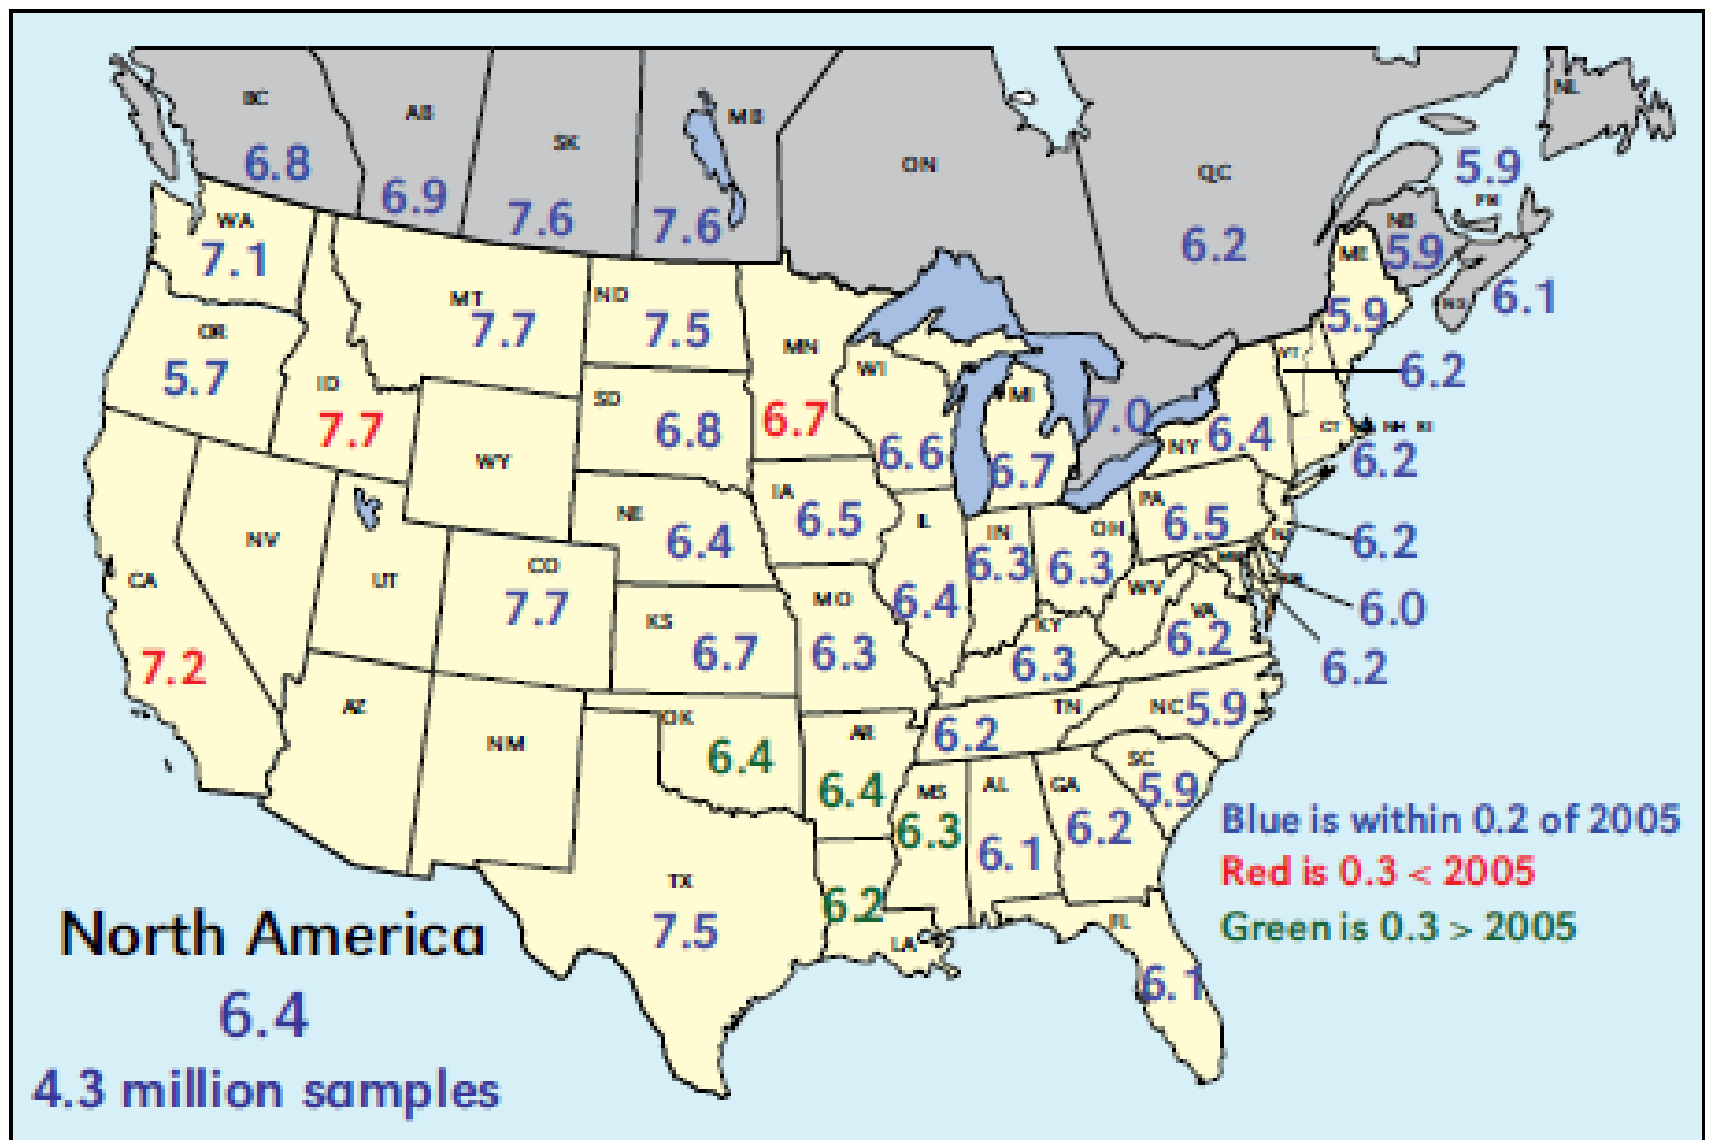 BC
6.8
AB
6.9
SK
7.6
MB
7.6
ON
7.0
QC
6.2
NL
5.9
NB
5.9
NS
6.1
WA
7.1
OR
5.7
ID
7.7
MT
7.7
ND
7.5
MN
6.7
WI
6.6
MI
6.7
ME
5.9
VT
6.2
CT
NH RI
6.2
NY 6.4
SD
6.8
WY
NE
6.4
IA
6.5
IL
6.4
IN
6.3
OH
6.3
PA
6.5
NJ
6.2
6.0
6.2
WV
VA
6.2
KY
6.3
CA
7.2
NV
UT
CO
7.7
KS
6.7
MO
6.3
TN
6.2
NC 5.9
SC
5.9
AZ
NM
OK
6.4
AR
6.4
MS
6.3
AL
6.1
GA
6.2
TX
7.5
6.2
LA
FL
6.1
Blue is within 0.2 of 2005
Red is 0.3 < 2005
Green is 0.3 > 2005
North America
6.4
4.3 million samples